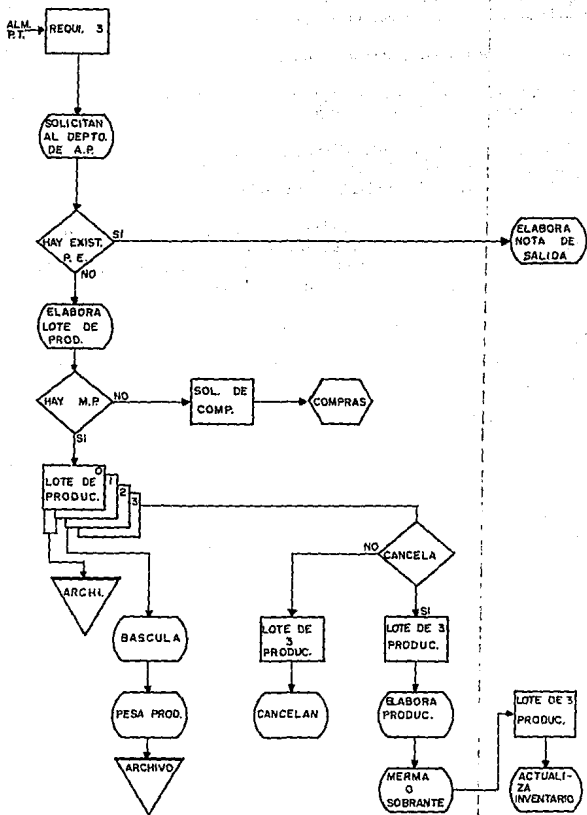 ALM.
P.T.
REQUI. 3
SOLICITAN
AL DEPTO.
DE A.P.
HAY EXIST.
P. E.
SI
NO
ELABORA
NOTA DE
SALIDA
ELABORA
LOTE DE
PROD.
HAY M.P.
NO
SI
SOL. DE
COMP.
COMPRAS
LOTE DE
PRODUC.
0
1
2
3
ARCHI.
BASCULA
PESA PROD.
ARCHIVO
CANCELA
NO
SI
LOTE DE
3
PRODUC.
CANCELAN
LOTE DE 3
PRODUC.
ELABORA
PRODUC.
MERMA
O
SOBRANTE
LOTE DE 3
PRODUC.
ACTUALI-
ZA
INVENTARIO